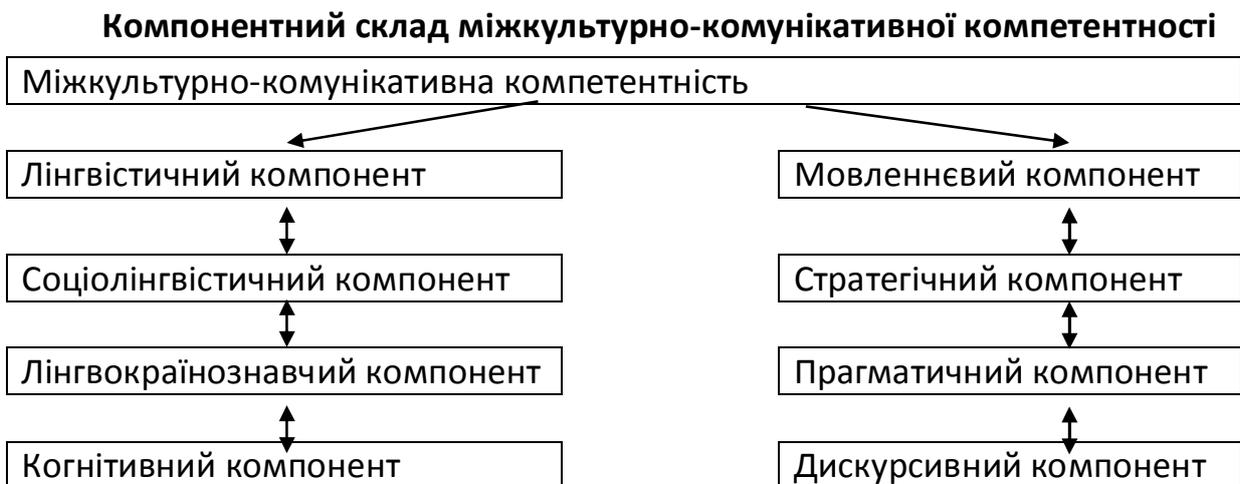 Компонентний склад міжкультурно-комунікативної компетентності
Міжкультурно-комунікативна компетентність
Лінгвістичний компонент
Мовленнєвий компонент
Соціолінгвістичний компонент
Стратегічний компонент
Лінгвокраїнознавчий компонент
Прагматичний компонент
Когнітивний компонент
Дискурсивний компонент